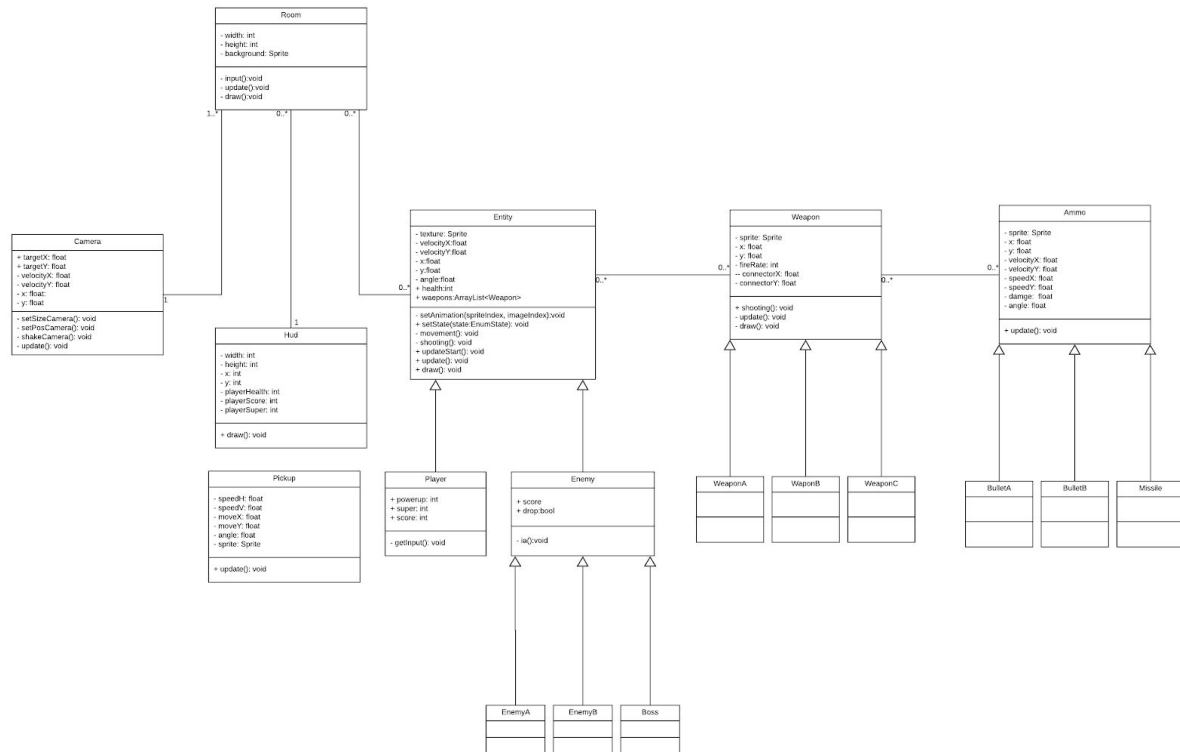 Room
- width: int
- height: int
- background: Sprite
- input():void
- update():void
- draw():void
1..*
0..*
0..*
Camera
+ targetX: float
+ targetY: float
- velocityX: float
- velocityY: float
- x: float:
- y: float
- setSizeCamera(): void
- setPosCamera(): void
- shakeCamera(): void
- update(): void
1
1
Hud
- width: int
- height: int
- x: int
- y: int
- playerHealth: int
- playerScore: int
- playerSuper: int
+ draw(): void
Pickup
- speedH: float
- speedV: float
- moveX: float
- moveY: float
- angle: float
- sprite: Sprite
+ update(): void
0..*
Entity
- texture: Sprite
- velocityX:float
- velocityY:float
- x:float
- y:float
- angle:float
+ health:int
+ waepons:ArrayList<Weapon>
- setAnimation(spriteIndex, imageIndex):void
+ setState(state:EnumState): void
- movement(): void
- shooting(): void
+ updateStart(): void
+ update(): void
+ draw(): void
0..*
0..*
Weapon
- sprite: Sprite
- x: float
- y: float
- fireRate: int
-- connectorX: float
- connectorY: float
+ shooting(): void
- update(): void
- draw(): void
0..*
0..*
Ammo
- sprite: Sprite
- x: float
- y: float
- velocityX: float
- velocityY: float
- speedX: float
- speedY: float
- damge: float
- angle: float
+ update(): void
Player
+ powerup: int
+ super: int
+ score: int
- getInput(): void
Enemy
+ score
+ drop:bool
- ia():void
WeaponA
WaponB
WeaponC
BulletA
BulletB
Missile
EnemyA
EnemyB
Boss